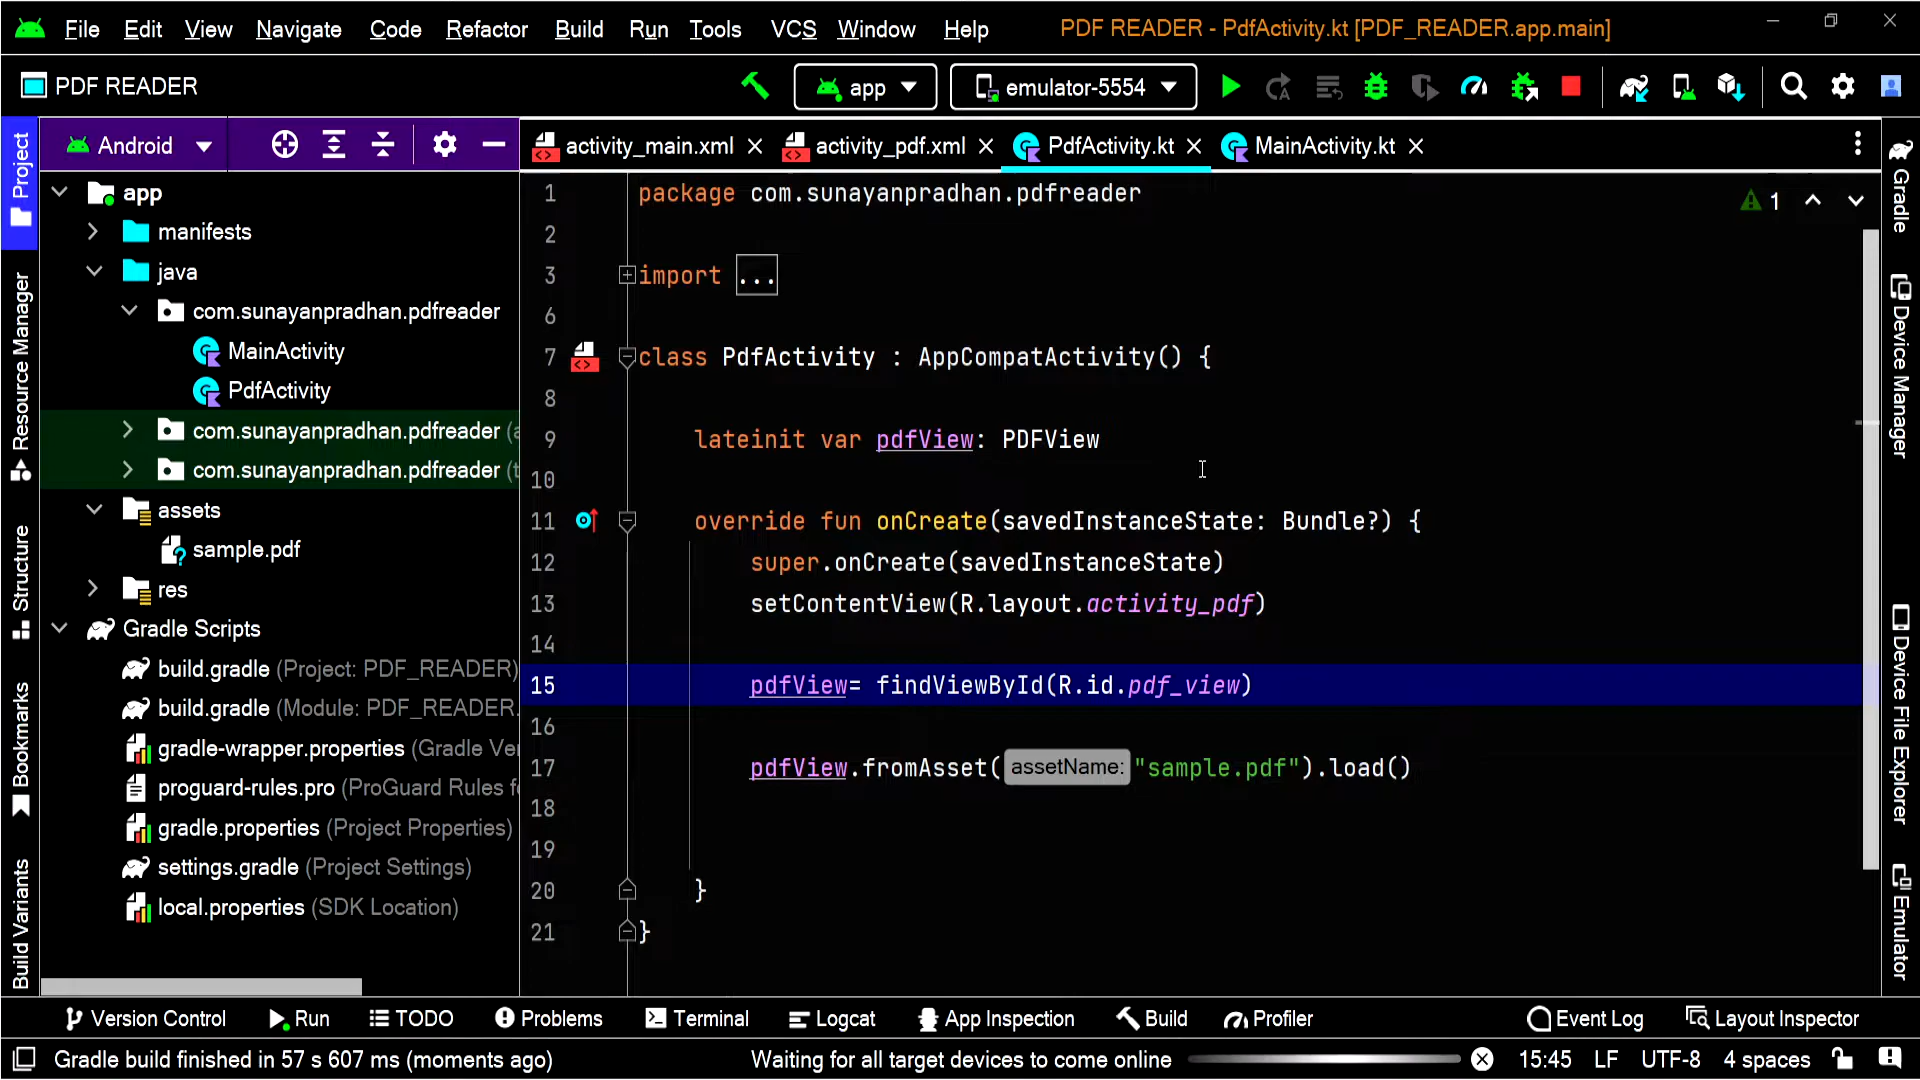 File Edit View Navigate Code Refactor Build Run Tools VCS Window Help PDF READER - PdfActivity.kt [PDF_READER.app.main]
PDF READER app emulator-5554
Project
Resource Manager
Structure
Bookmarks
Build Variants
Android
app
manifests
java
com.sunayanpradhan.pdfreader
MainActivity
PdfActivity
com.sunayanpradhan.pdfreader (a
com.sunayanpradhan.pdfreader (t
assets
sample.pdf
res
Gradle Scripts
build.gradle (Project: PDF_READER)
build.gradle (Module: PDF_READER.
gradle-wrapper.properties (Gradle Ver
proguard-rules.pro (ProGuard Rules f
gradle.properties (Project Properties)
settings.gradle (Project Settings)
local.properties (SDK Location)
activity_main.xml activity_pdf.xml PdfActivity.kt MainActivity.kt
1 package com.sunayanpradhan.pdfreader
1
2
3 import ...
6
7 class PdfActivity : AppCompatActivity() {
8
9 lateinit var pdfView: PDFView
10
11 override fun onCreate(savedInstanceState: Bundle?) {
12 super.onCreate(savedInstanceState)
13 setContentView(R.layout.activity_pdf)
14
15 pdfView= findViewById(R.id.pdf_view)
16
17 pdfView.fromAsset( assetName: "sample.pdf").load()
18
19
20 }
21 }
Gradle
Device Manager
Device File Explorer
Emulator
Version Control Run TODO Problems Terminal Logcat App Inspection Build Profiler Event Log Layout Inspector
Gradle build finished in 57 s 607 ms (moments ago) Waiting for all target devices to come online 15:45 LF UTF-8 4 spaces